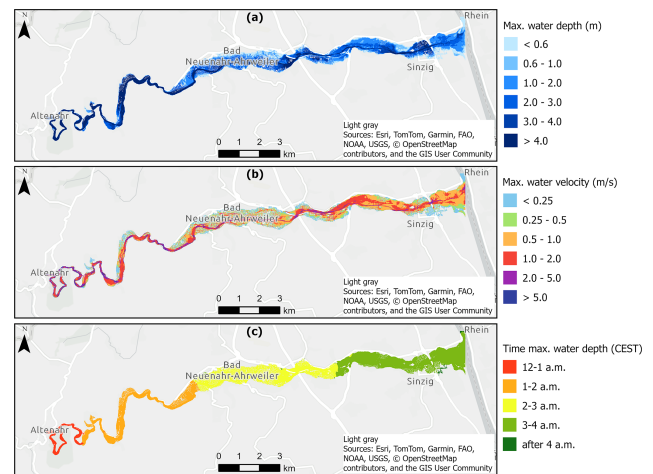 (a)
Rhein
N
Bad
Neuenahr-Ahrweiler
Sinzig
Altenahr
0 1 2 3
km
Light gray
Sources: Esri, TomTom, Garmin, FAO,
NOAA, USGS, © OpenStreetMap
contributors, and the GIS User Community
Max. water depth (m)
< 0.6
0.6 - 1.0
1.0 - 2.0
2.0 - 3.0
3.0 - 4.0
> 4.0
(b)
Rhein
N
Bad
Neuenahr-Ahrweiler
Sinzig
Altenahr
0 1 2 3
km
Light gray
Sources: Esri, TomTom, Garmin, FAO,
NOAA, USGS, © OpenStreetMap
contributors, and the GIS User Community
Max. water velocity (m/s)
< 0.25
0.25 - 0.5
0.5 - 1.0
1.0 - 2.0
2.0 - 5.0
> 5.0
(c)
Rhein
N
Bad
Neuenahr-Ahrweiler
Sinzig
Altenahr
0 1 2 3
km
Light gray
Sources: Esri, TomTom, Garmin, FAO,
NOAA, USGS, © OpenStreetMap
contributors, and the GIS User Community
Time max. water depth (CEST)
12-1 a.m.
1-2 a.m.
2-3 a.m.
3-4 a.m.
after 4 a.m.